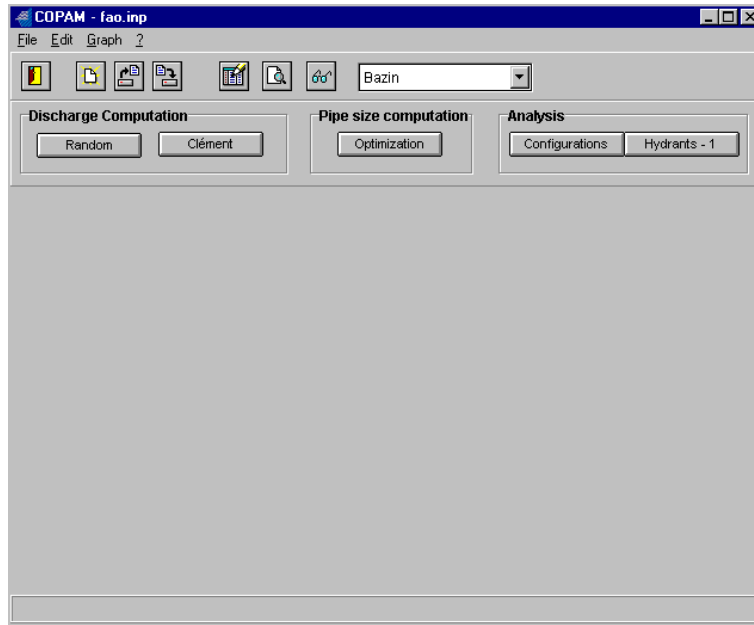 COPAM - fao.inp
File Edit Graph ?
Bazin
Discharge Computation Pipe size computation Analysis
Random Clément Optimization Configurations Hydrants - 1